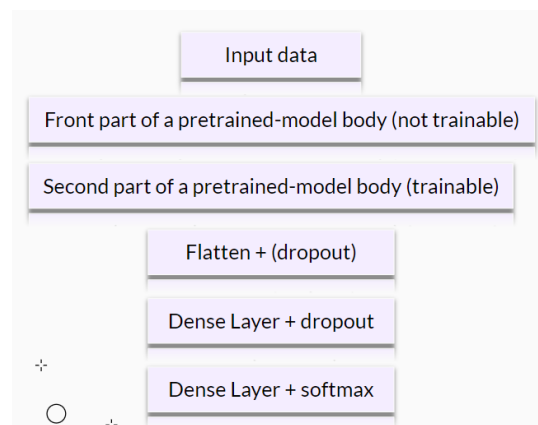 Input data
Front part of a pretrained-model body (not trainable)
Second part of a pretrained-model body (trainable)
Flatten + (dropout)
Dense Layer + dropout
Dense Layer + softmax